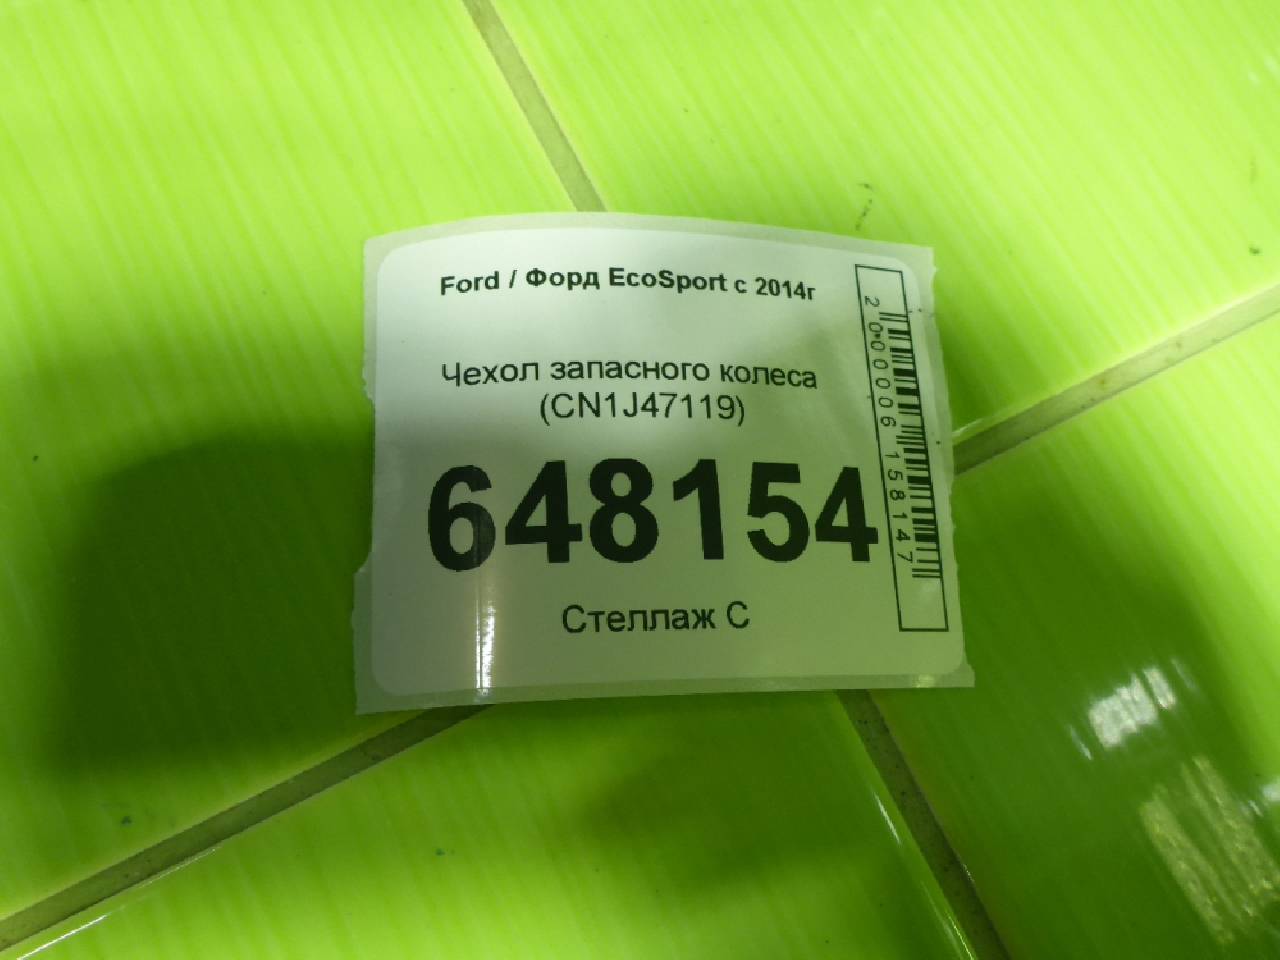 Ford / Форд EcoSport с 2014г
Чехол запасного колеса
(CN1J47119)
648154
Стеллаж С
2000006158147